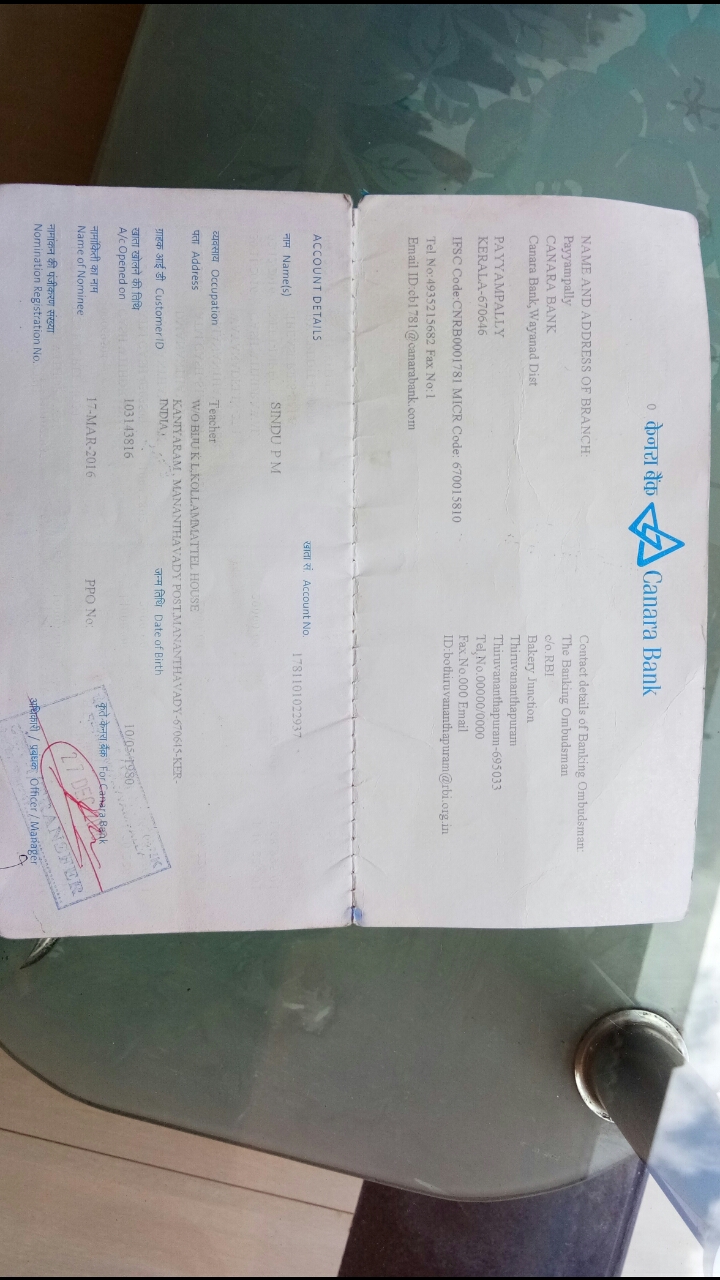 0 केनरा बैंक Canara Bank
NAME AND ADDRESS OF BRANCH:
Payyampally
CANARA BANK
Canara Bank,Wayanad Dist
PAYYAMPALLY
KERALA-670646
IFSC Code:CNRB0001781 MICR Code: 670015810
Tel No:4935215682 Fax No:1
Email ID:cb1781@canarabank.com
Contact details of Banking Ombudsman:
The Banking Ombudsman
c/o RBI
Bakery Junction
Thiruvananthapuram
Thiruvananthapuram-695033
Tel.No.00000/0000
Fax.No.000 Email
ID:bothiruvananthapuram@rbi.org.in
ACCOUNT DETAILS
खाता सं Account No. 1781101022937
नाम Name(s) SINDU P M
व्यवसाय Occupation Teacher
पता Address W/O BIJU K L,KOLLAMMATTEL HOUSE
KANIYARAM, MANANTHAVADY POST,MANANTHAVADY-670645-KER-
INDIA
ग्राहक आई डी Customer ID 103143816
जन्म तिथि Date of Birth 10/05/1980
खाता खोलने की तिथि
A/c Opened on 17-MAR-2016
PPO No:
नामांकिती का नाम
Name of Nominee
कृते केनरा बैंक For Canara Bank
27 DEC
नामांकन की पंजीकरण संख्या
Nomination Registration No.
अधिकारी / प्रबंधक Officer / Manager